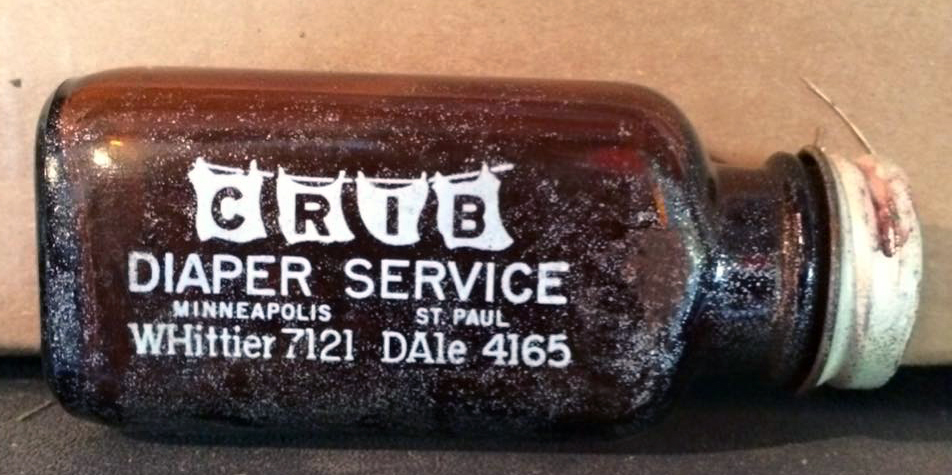 CRIB
DIAPER SERVICE
MINNEAPOLIS ST. PAUL
WHittier 7121 DAle 4165